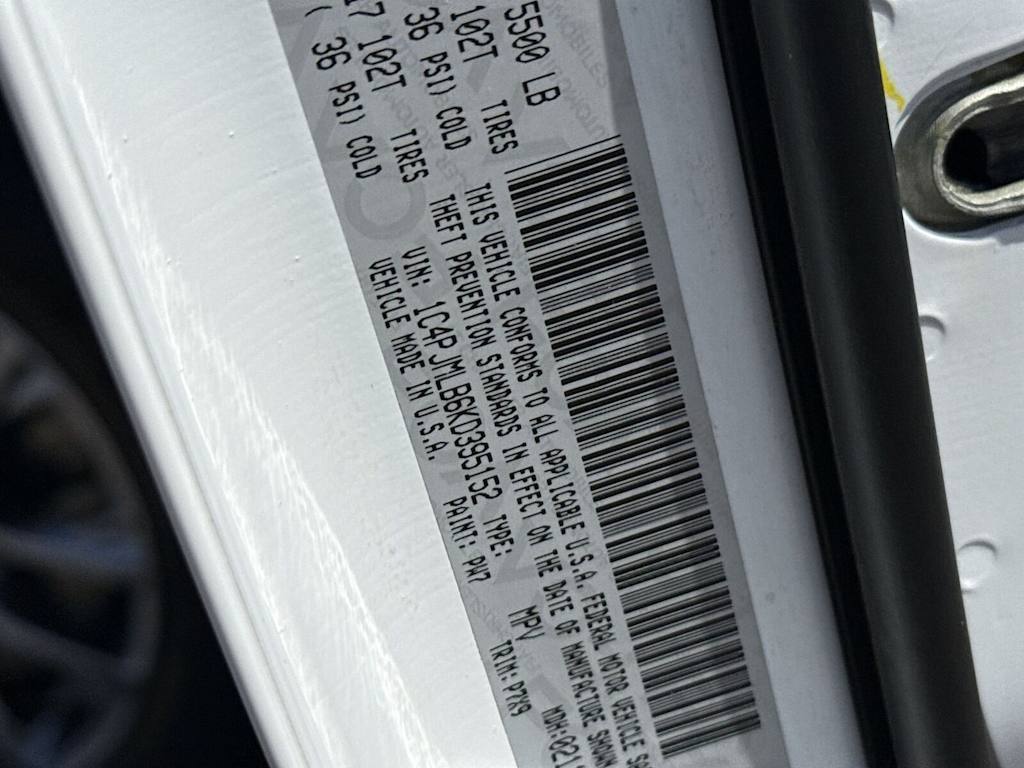 5500 LB
102T TIRES
36 PSI) COLD
17 102T TIRES
( 36 PSI) COLD
THIS VEHICLE CONFORMS TO ALL APPLICABLE U.S.A. FEDERAL MOTOR VEHICLE
THEFT PREVENTION STANDARDS IN EFFECT ON THE DATE OF MANUFACTURE SHOWN
VIN: 1C4PJMLB6KD395152 TYPE: MPV MDH:021
VEHICLE MADE IN U.S.A PAINT: PW7 TRIM: P7X9